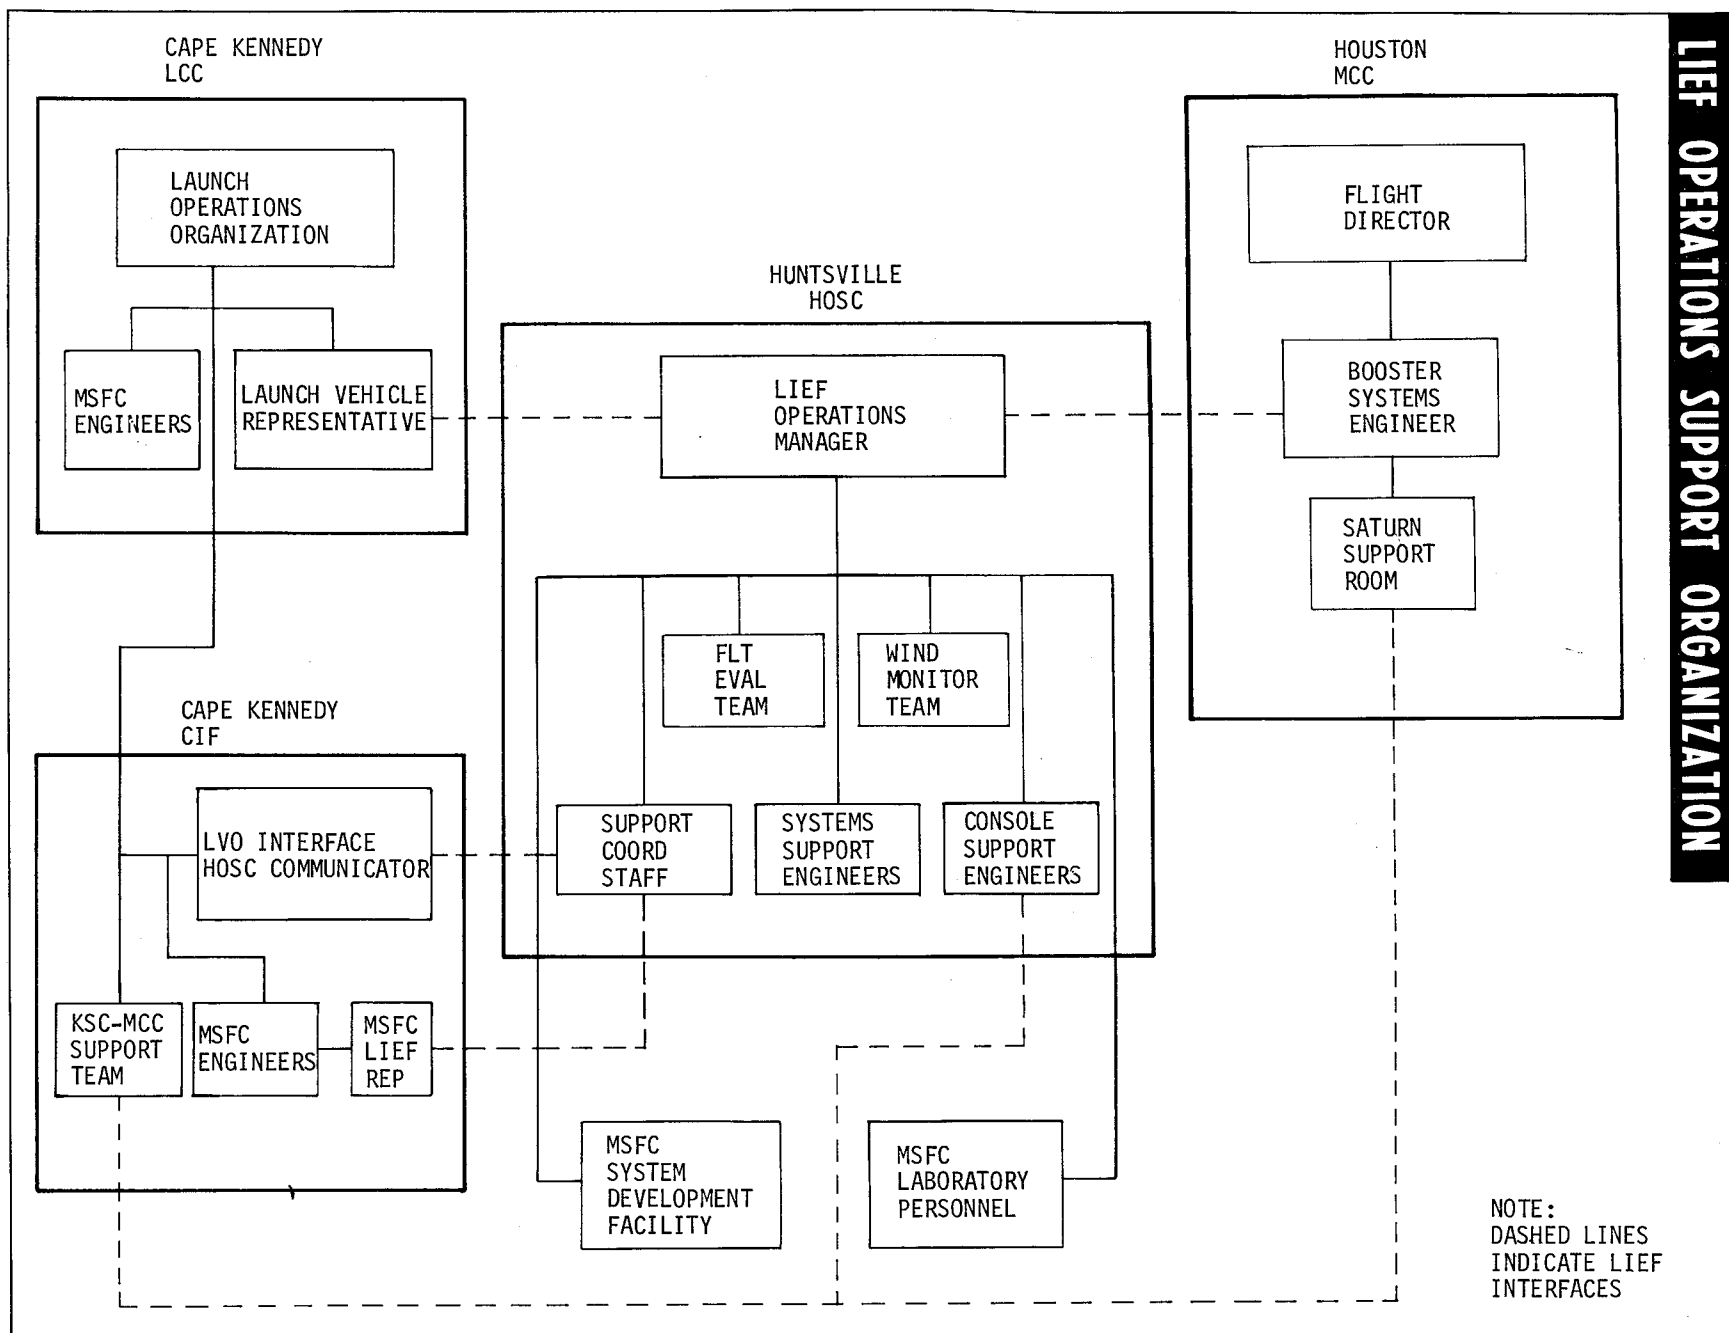 LIEF OPERATIONS SUPPORT ORGANIZATION
CAPE KENNEDY
LCC
LAUNCH
OPERATIONS
ORGANIZATION
MSFC
ENGINEERS
LAUNCH VEHICLE
REPRESENTATIVE
HUNTSVILLE
HOSC
LIEF
OPERATIONS
MANAGER
FLT
EVAL
TEAM
WIND
MONITOR
TEAM
SUPPORT
COORD
STAFF
SYSTEMS
SUPPORT
ENGINEERS
CONSOLE
SUPPORT
ENGINEERS
HOUSTON
MCC
FLIGHT
DIRECTOR
BOOSTER
SYSTEMS
ENGINEER
SATURN
SUPPORT
ROOM
CAPE KENNEDY
CIF
LVO INTERFACE
HOSC COMMUNICATOR
KSC-MCC
SUPPORT
TEAM
MSFC
ENGINEERS
MSFC
LIEF
REP
MSFC
SYSTEM
DEVELOPMENT
FACILITY
MSFC
LABORATORY
PERSONNEL
NOTE:
DASHED LINES
INDICATE LIEF
INTERFACES